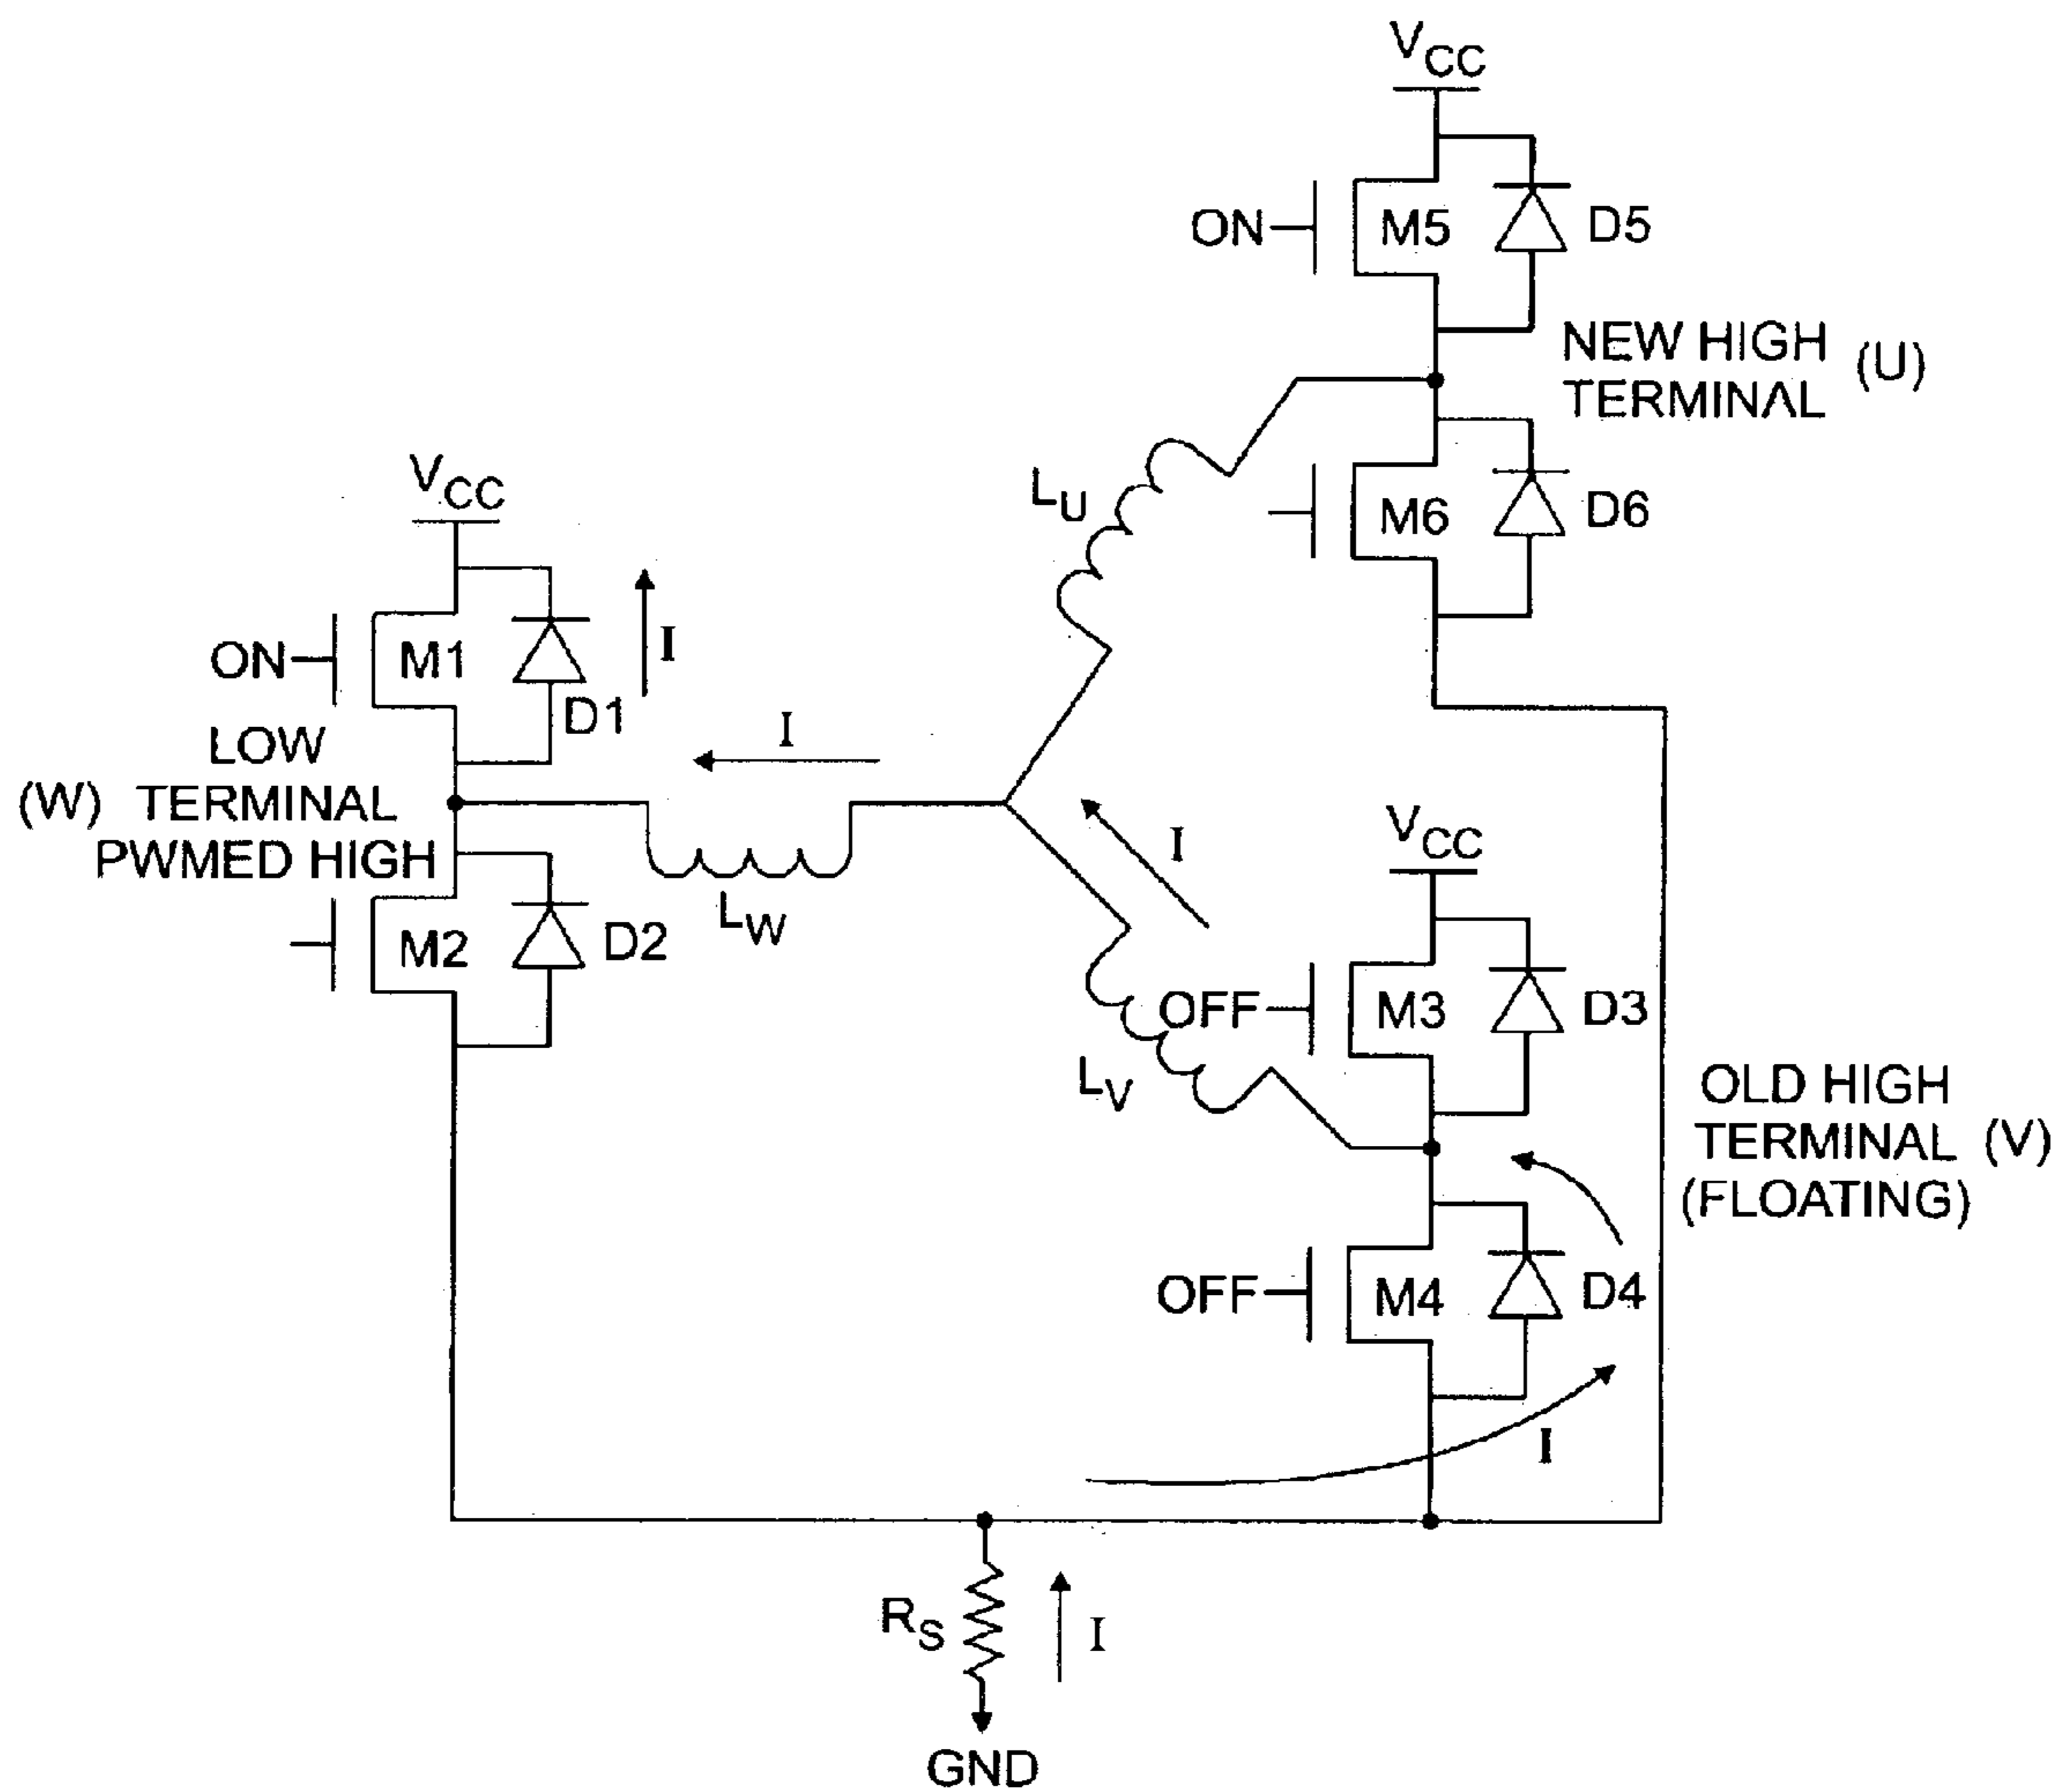 VCC
ON
M5
D5
NEW HIGH
TERMINAL
(U)
LU
M6
D6
VCC
ON
M1
D1
I
I
LOW
(W) TERMINAL
PWMED HIGH
LW
M2
D2
I
VCC
OFF
M3
D3
LV
OLD HIGH
TERMINAL (V)
(FLOATING)
OFF
M4
D4
I
RS
I
GND